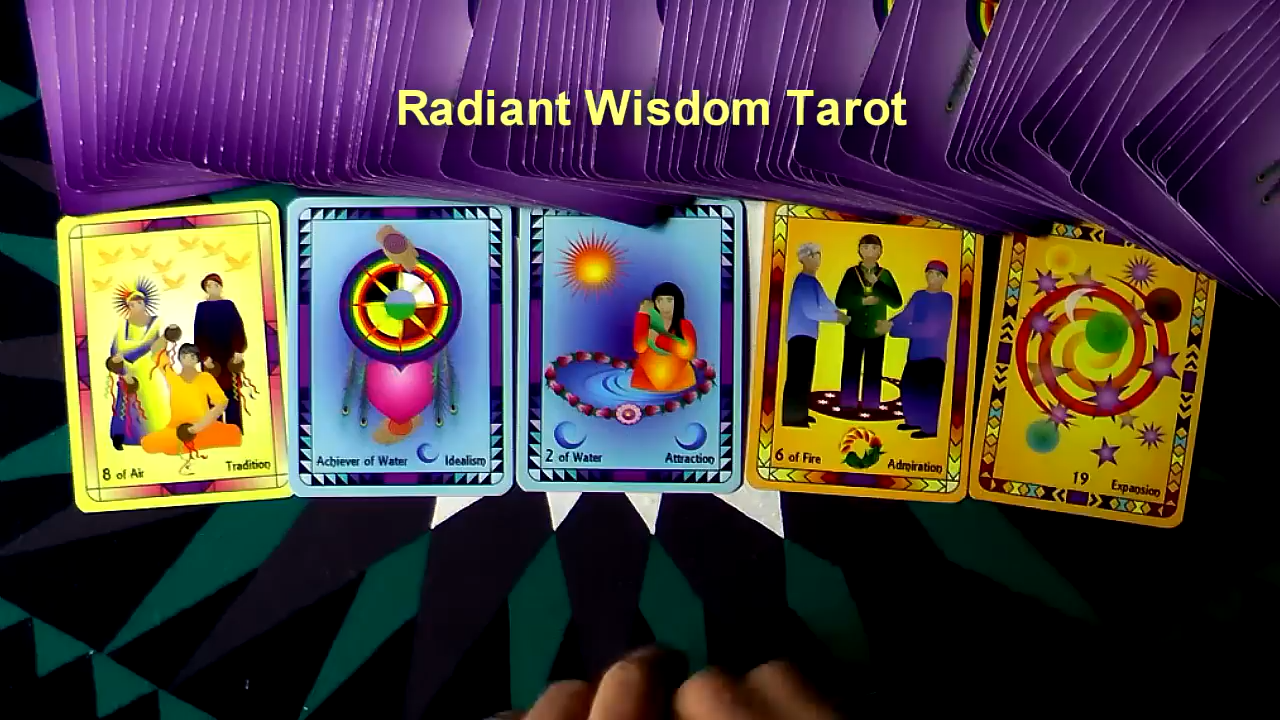 Radiant Wisdom Tarot
8 of Air Tradition
Achiever of Water Idealism
2 of Water Attraction
6 of Fire Admiration
19 Expansion